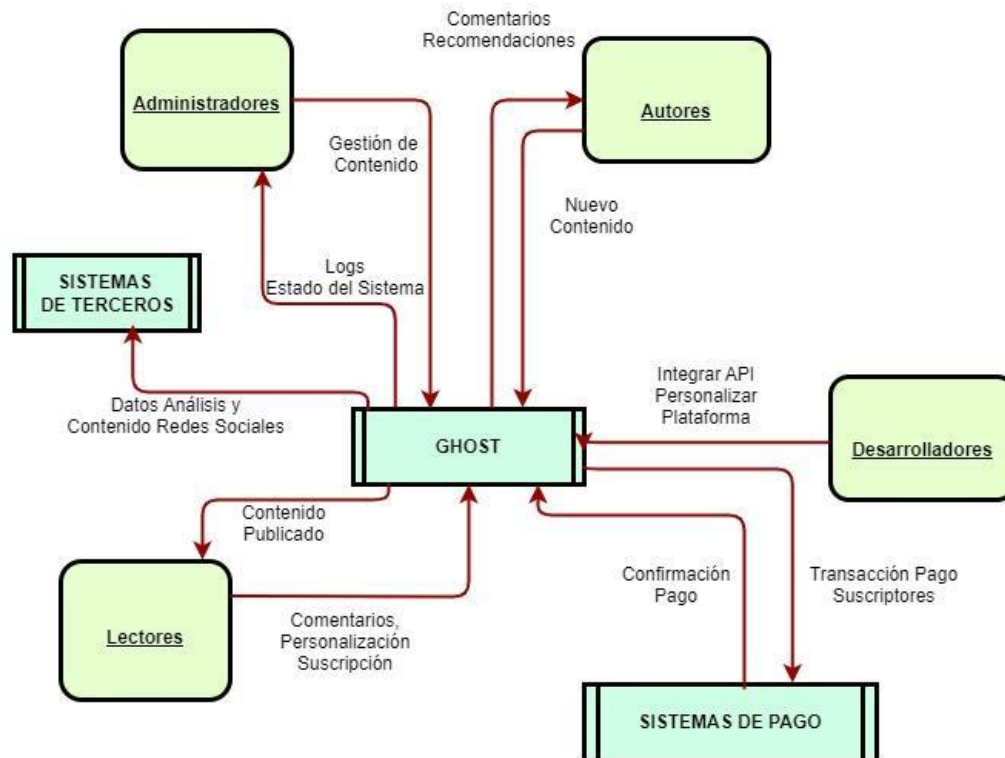 Comentarios
Recomendaciones
Administradores
Autores
Gestión de
Contenido
Nuevo
Contenido
Logs
Estado del Sistema
SISTEMAS
DE TERCEROS
Integrar API
Personalizar
Plataforma
Datos Análisis y
Contenido Redes Sociales
GHOST
Desarrolladores
Contenido
Publicado
Confirmación
Pago
Transacción Pago
Suscriptores
Lectores
Comentarios,
Personalización
Suscripción
SISTEMAS DE PAGO